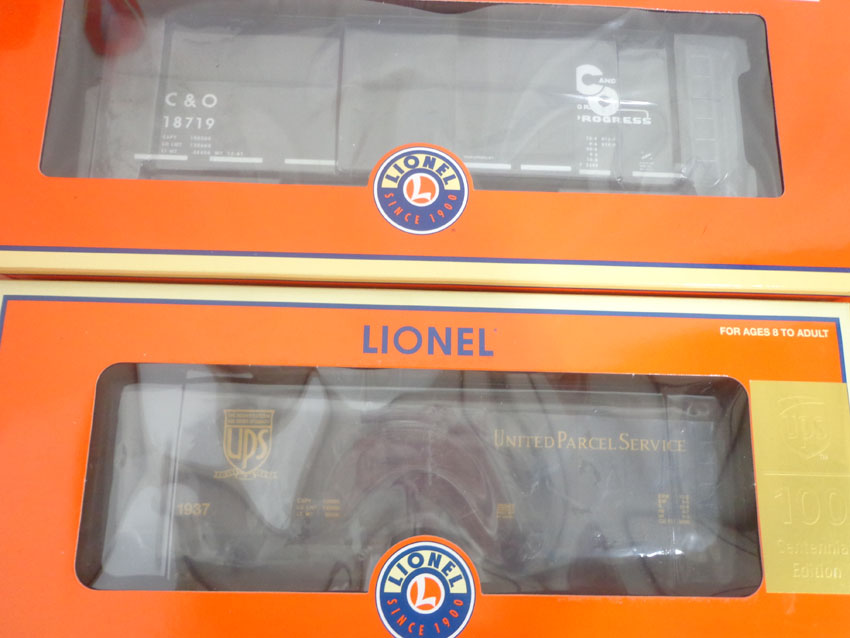 C & O
18719
C AND
O
PROGRESS
LIONEL
L
SINCE 1900
LIONEL
FOR AGES 8 TO ADULT
UPS
UNITED PARCEL SERVICE
1937
UPS
100
Centennial
Edition
LIONEL
L
SINCE 1900